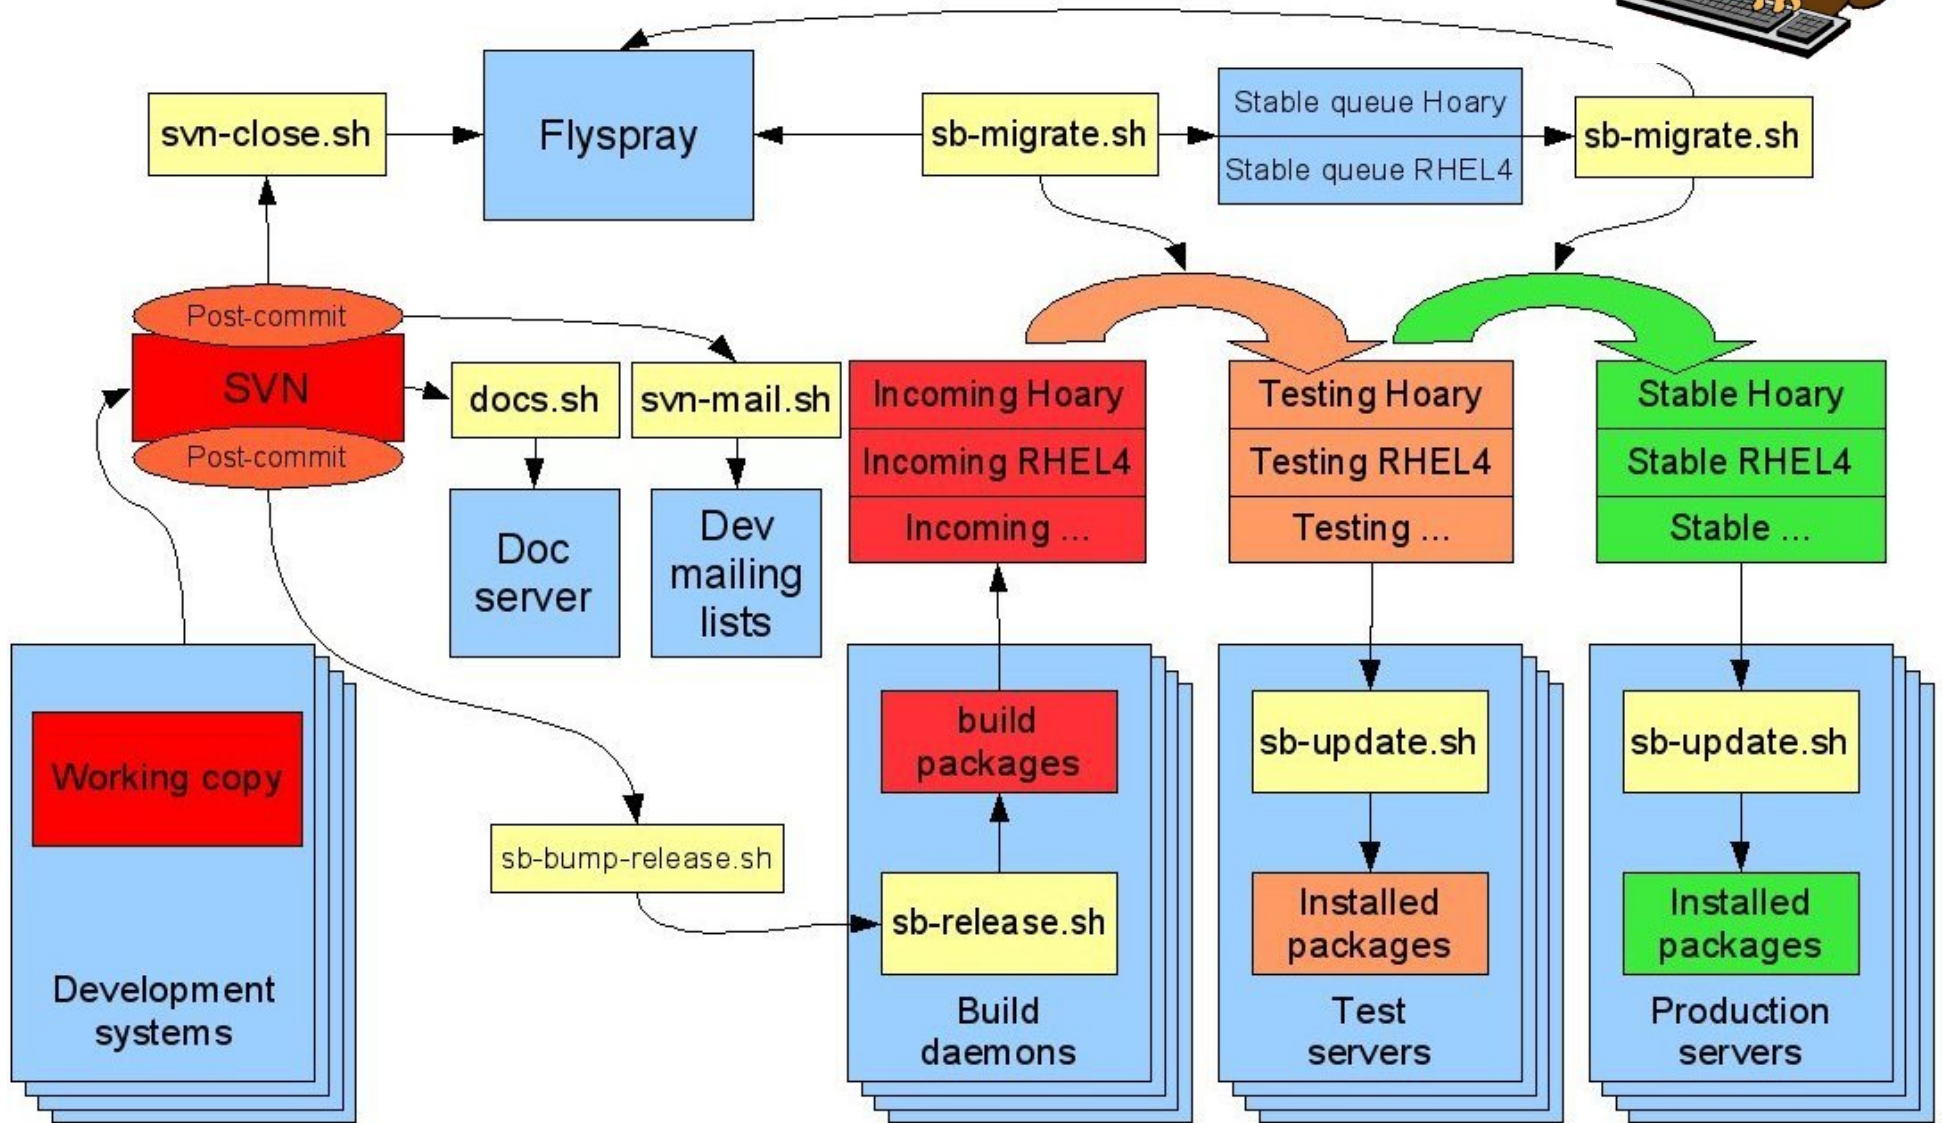 svn-close.sh
Flyspray
sb-migrate.sh
Stable queue Hoary
Stable queue RHEL4
sb-migrate.sh
Post-commit
SVN
Post-commit
docs.sh
svn-mail.sh
Doc
server
Dev
mailing
lists
Incoming Hoary
Incoming RHEL4
Incoming ...
Testing Hoary
Testing RHEL4
Testing ...
Stable Hoary
Stable RHEL4
Stable ...
Working copy
Development
systems
sb-bump-release.sh
build
packages
sb-release.sh
Build
daemons
sb-update.sh
Installed
packages
Test
servers
sb-update.sh
Installed
packages
Production
servers